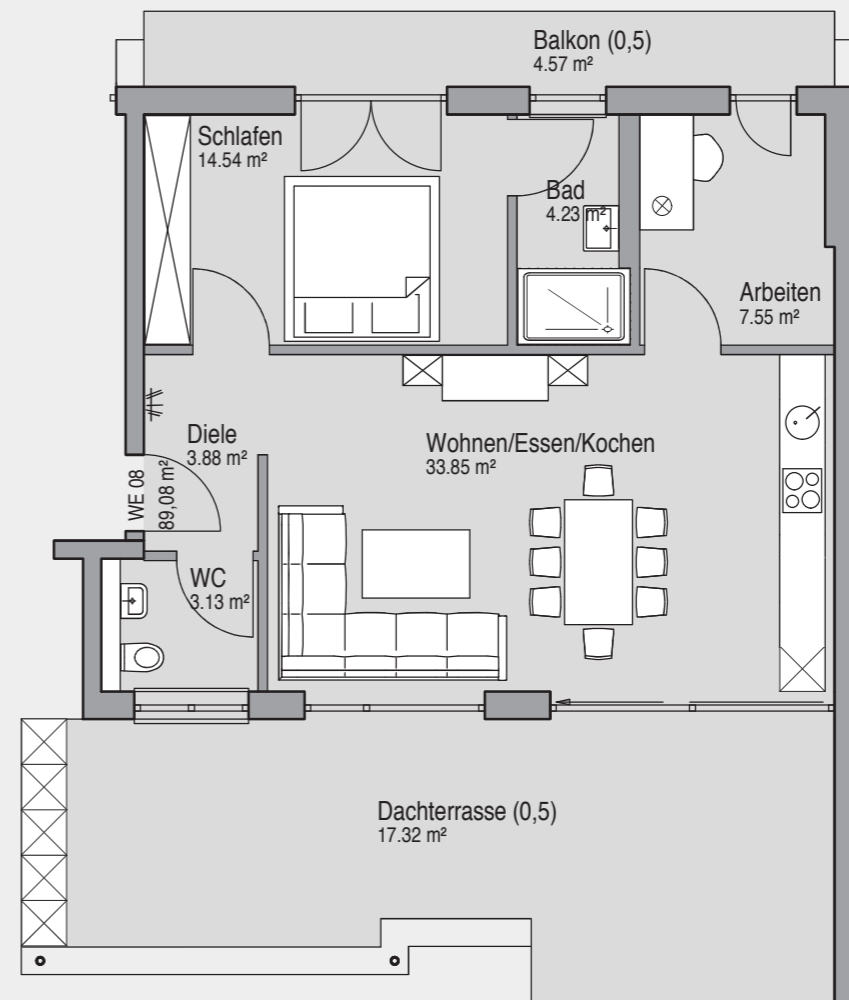 Balkon (0,5)
4.57 m²
Schlafen
14.54 m²
Bad
4.23 m²
Arbeiten
7.55 m²
Diele
3.88 m²
Wohnen/Essen/Kochen
33.85 m²
WE 08
89,08 m²
WC
3.13 m²
Dachterrasse (0,5)
17.32 m²